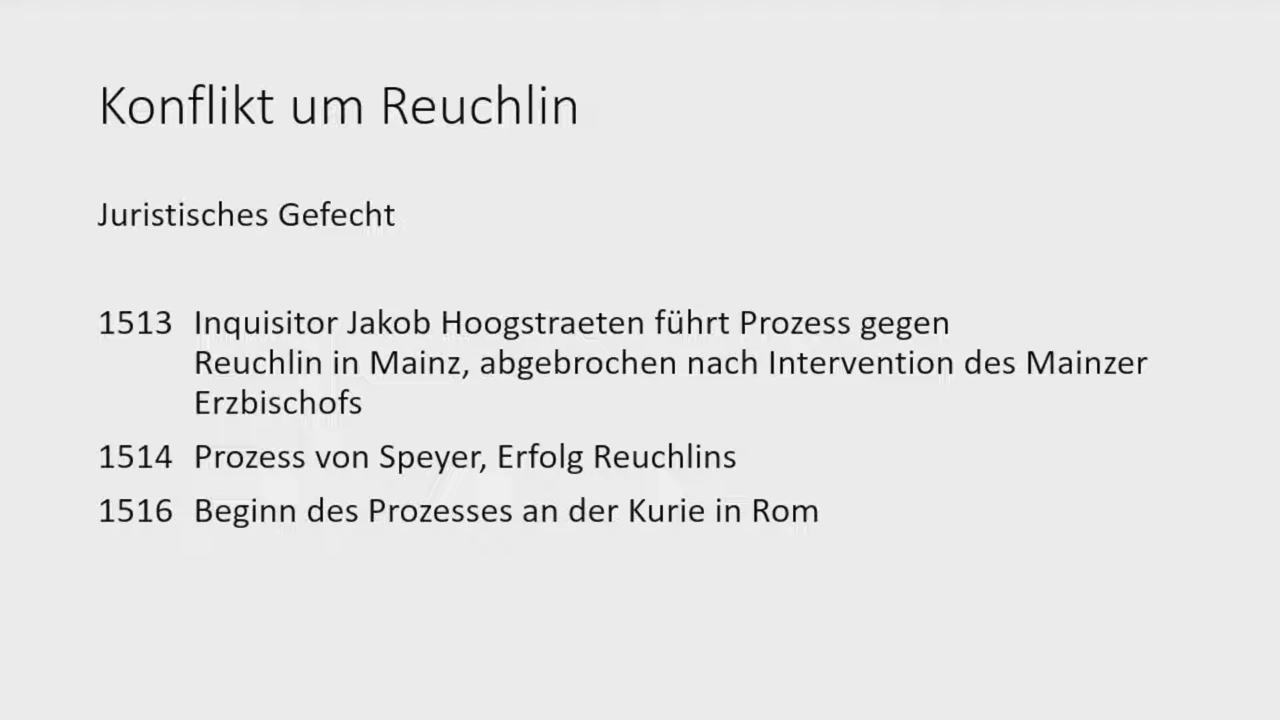 Konflikt um Reuchlin
Juristisches Gefecht
1513 Inquisitor Jakob Hoogstraeten führt Prozess gegen
Reuchlin in Mainz, abgebrochen nach Intervention des Mainzer
Erzbischofs
1514 Prozess von Speyer, Erfolg Reuchlins
1516 Beginn des Prozesses an der Kurie in Rom